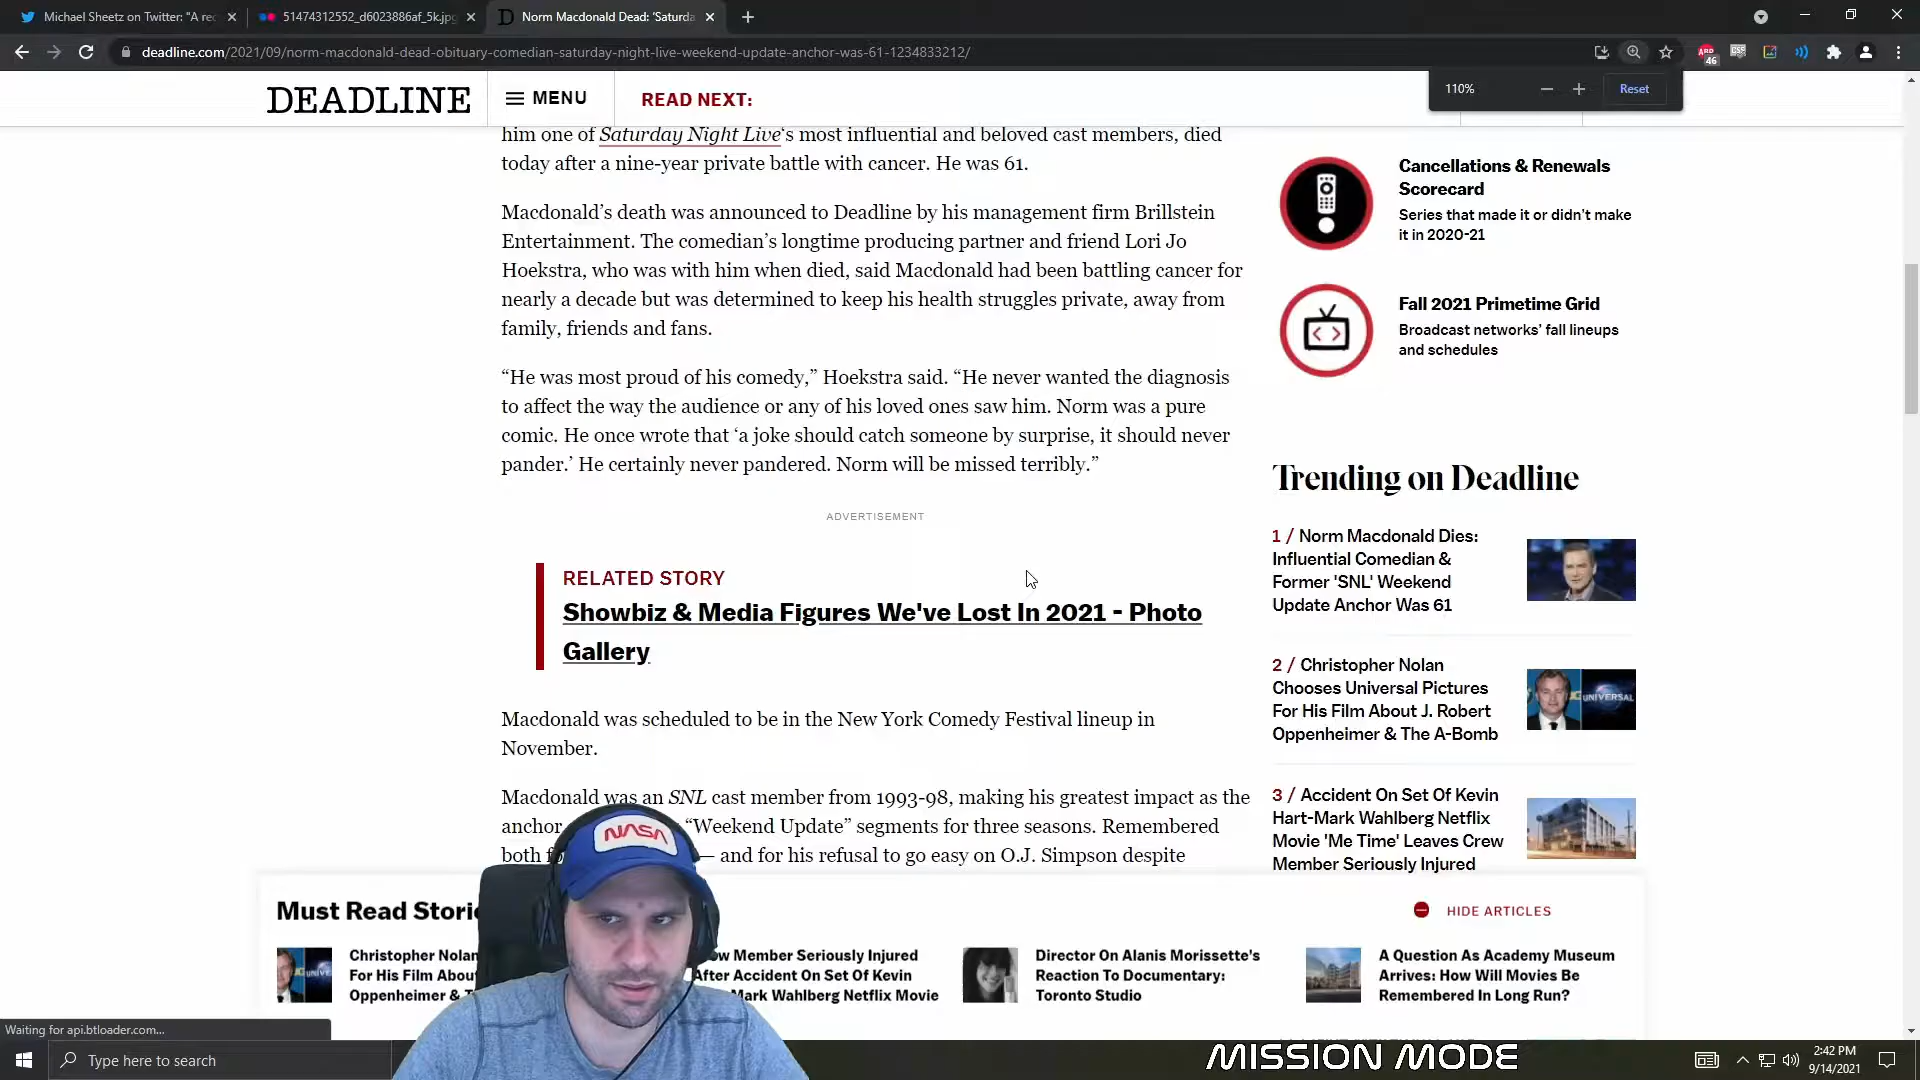 Michael Sheetz on Twitter: "A rec
51474312552_d6023886af_5k.jpg
Norm Macdonald Dead: 'Saturda
deadline.com/2021/09/norm-macdonald-dead-obituary-comedian-saturday-night-live-weekend-update-anchor-was-61-1234833212/
46
110%
Reset
DEADLINE
MENU
READ NEXT:
him one of Saturday Night Live's most influential and beloved cast members, died
today after a nine-year private battle with cancer. He was 61.
Macdonald's death was announced to Deadline by his management firm Brillstein
Entertainment. The comedian's longtime producing partner and friend Lori Jo
Hoekstra, who was with him when died, said Macdonald had been battling cancer for
nearly a decade but was determined to keep his health struggles private, away from
family, friends and fans.
“He was most proud of his comedy,” Hoekstra said. “He never wanted the diagnosis
to affect the way the audience or any of his loved ones saw him. Norm was a pure
comic. He once wrote that ‘a joke should catch someone by surprise, it should never
pander.’ He certainly never pandered. Norm will be missed terribly.”
ADVERTISEMENT
RELATED STORY
Showbiz & Media Figures We've Lost In 2021 - Photo
Gallery
Macdonald was scheduled to be in the New York Comedy Festival lineup in
November.
Macdonald was an SNL cast member from 1993-98, making his greatest impact as the
anchor “Weekend Update” segments for three seasons. Remembered
both — and for his refusal to go easy on O.J. Simpson despite
Cancellations & Renewals
Scorecard
Series that made it or didn't make
it in 2020-21
Fall 2021 Primetime Grid
Broadcast networks' fall lineups
and schedules
Trending on Deadline
1 / Norm Macdonald Dies:
Influential Comedian &
Former 'SNL' Weekend
Update Anchor Was 61
2 / Christopher Nolan
Chooses Universal Pictures
For His Film About J. Robert
Oppenheimer & The A-Bomb
UNIVERSAL
3 / Accident On Set Of Kevin
Hart-Mark Wahlberg Netflix
Movie 'Me Time' Leaves Crew
Member Seriously Injured
Must Read Stori
HIDE ARTICLES
Christopher Nolan
For His Film Abou
Oppenheimer &
NASA
Member Seriously Injured
After Accident On Set Of Kevin
Mark Wahlberg Netflix Movie
Director On Alanis Morissette's
Reaction To Documentary:
Toronto Studio
A Question As Academy Museum
Arrives: How Will Movies Be
Remembered In Long Run?
Waiting for api.btloader.com...
Type here to search
MISSION MODE
2:42 PM
9/14/2021